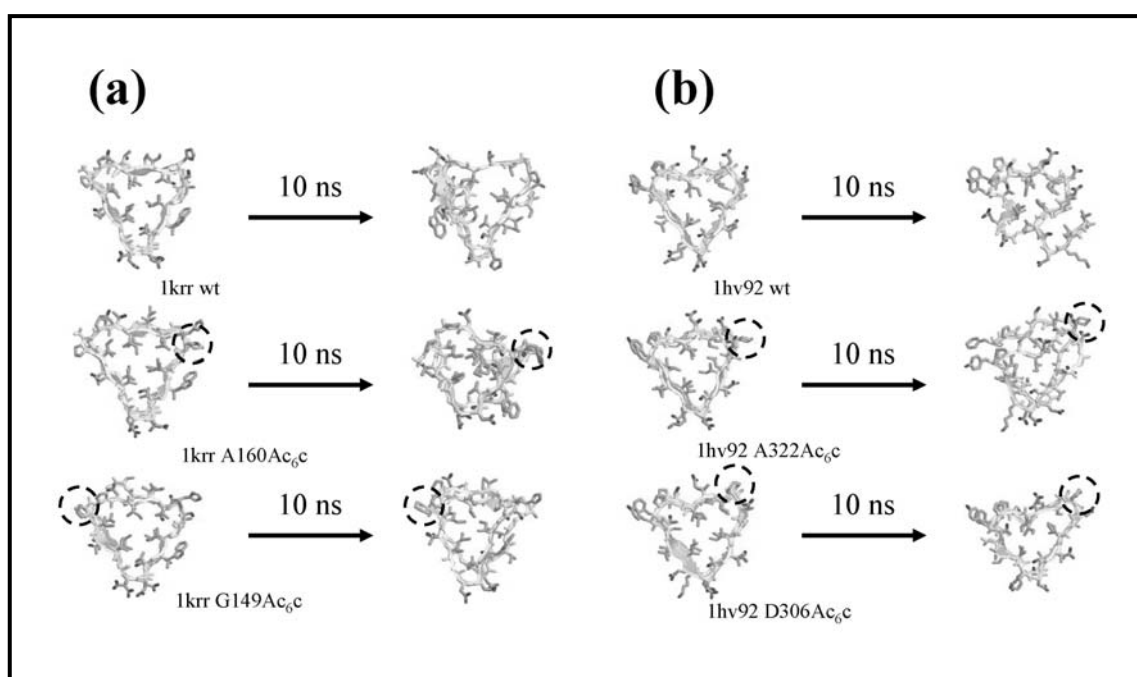 (a)
(b)
10 ns
10 ns
1krr wt
1hv92 wt
10 ns
10 ns
1krr A160Ac₆c
1hv92 A322Ac₆c
10 ns
10 ns
1krr G149Ac₆c
1hv92 D306Ac₆c